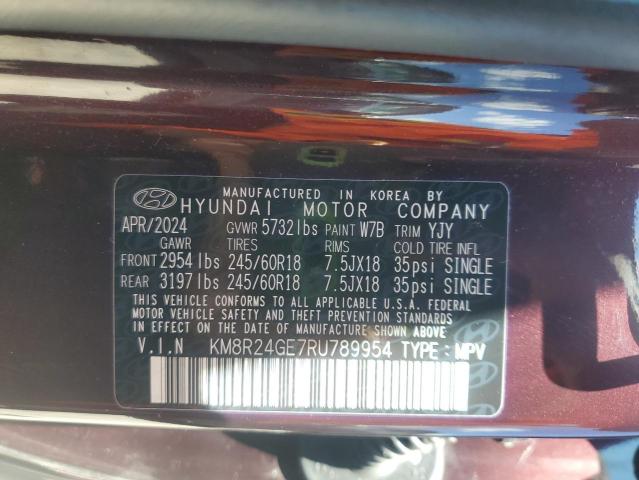 MANUFACTURED IN KOREA BY
HYUNDAI MOTOR COMPANY
APR/2024 GVWR 5732lbs PAINT W7B TRIM YJY
GAWR TIRES RIMS COLD TIRE INFL
FRONT 2954lbs 245/60R18 7.5JX18 35psi SINGLE
REAR 3197lbs 245/60R18 7.5JX18 35psi SINGLE
THIS VEHICLE CONFORMS TO ALL APPLICABLE U.S.A. FEDERAL
MOTOR VEHICLE SAFETY AND THEFT PREVENTION STANDARDS
IN EFFECT ON THE DATE OF MANUFACTURE SHOWN ABOVE
V.I.N KM8R24GE7RU789954 TYPE : MPV